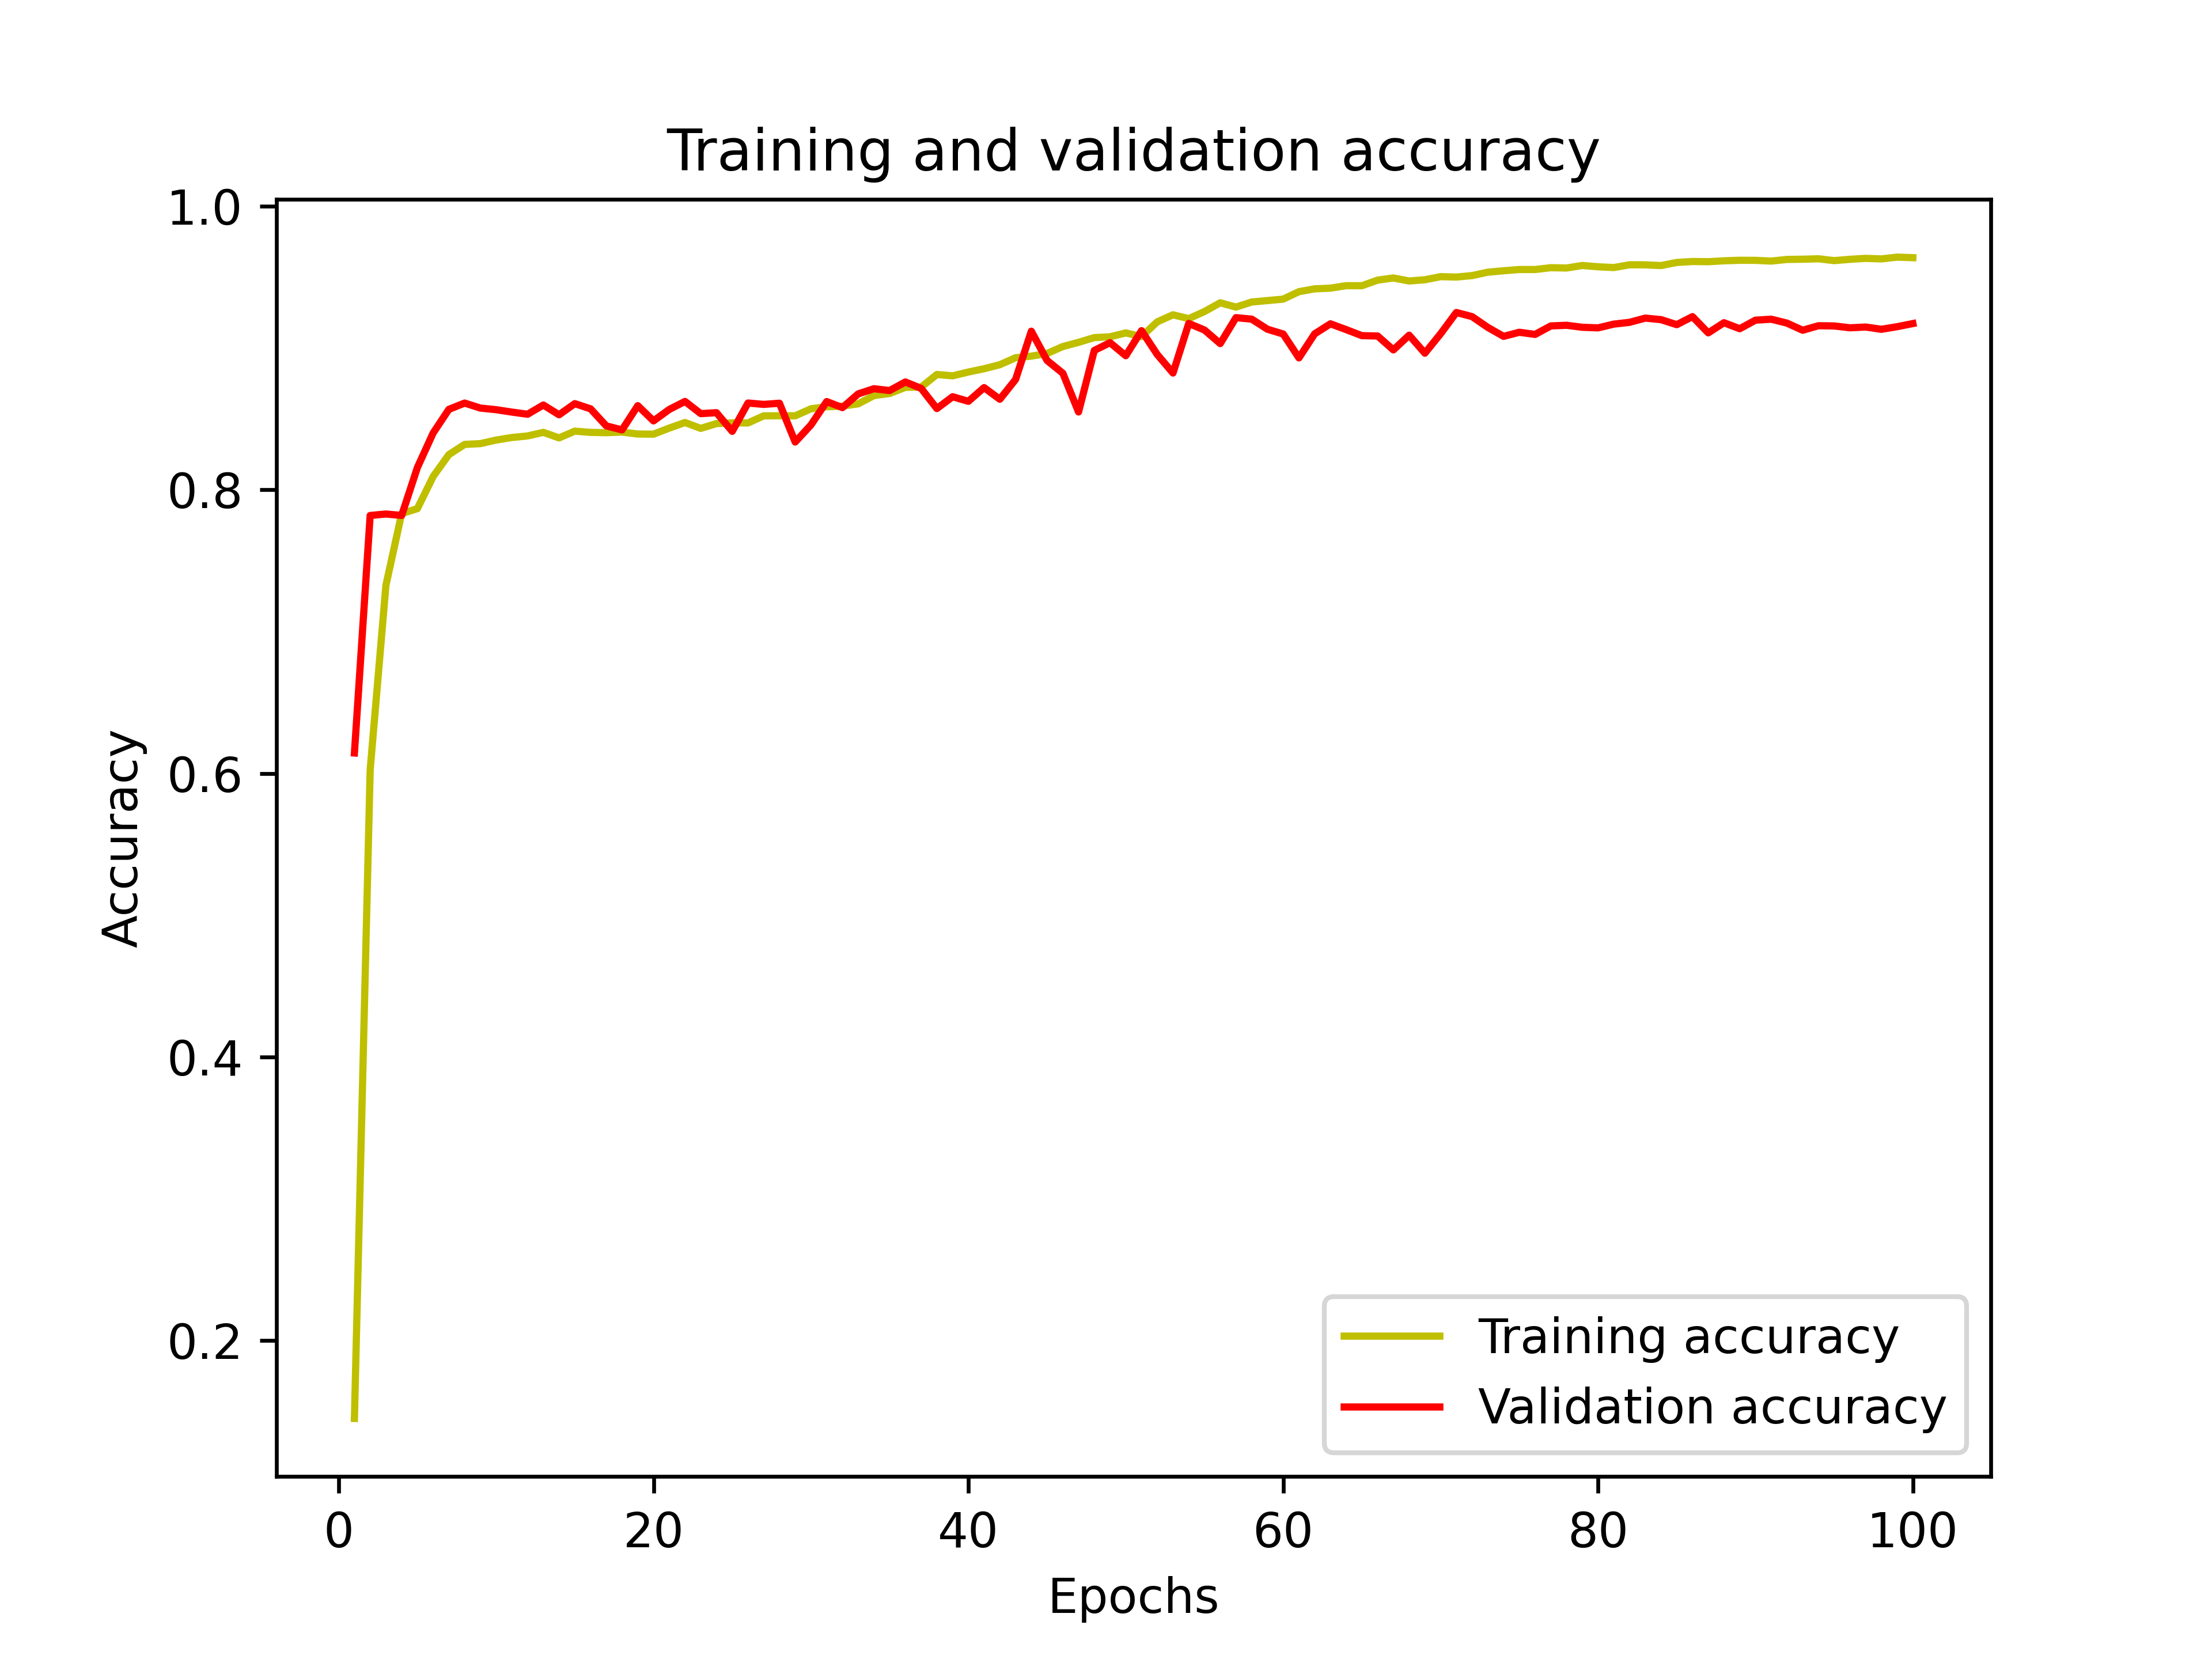 Training and validation accuracy
1.0
0.8
0.6
0.4
0.2
Accuracy
0 20 40 60 80 100
Epochs
Training accuracy
Validation accuracy